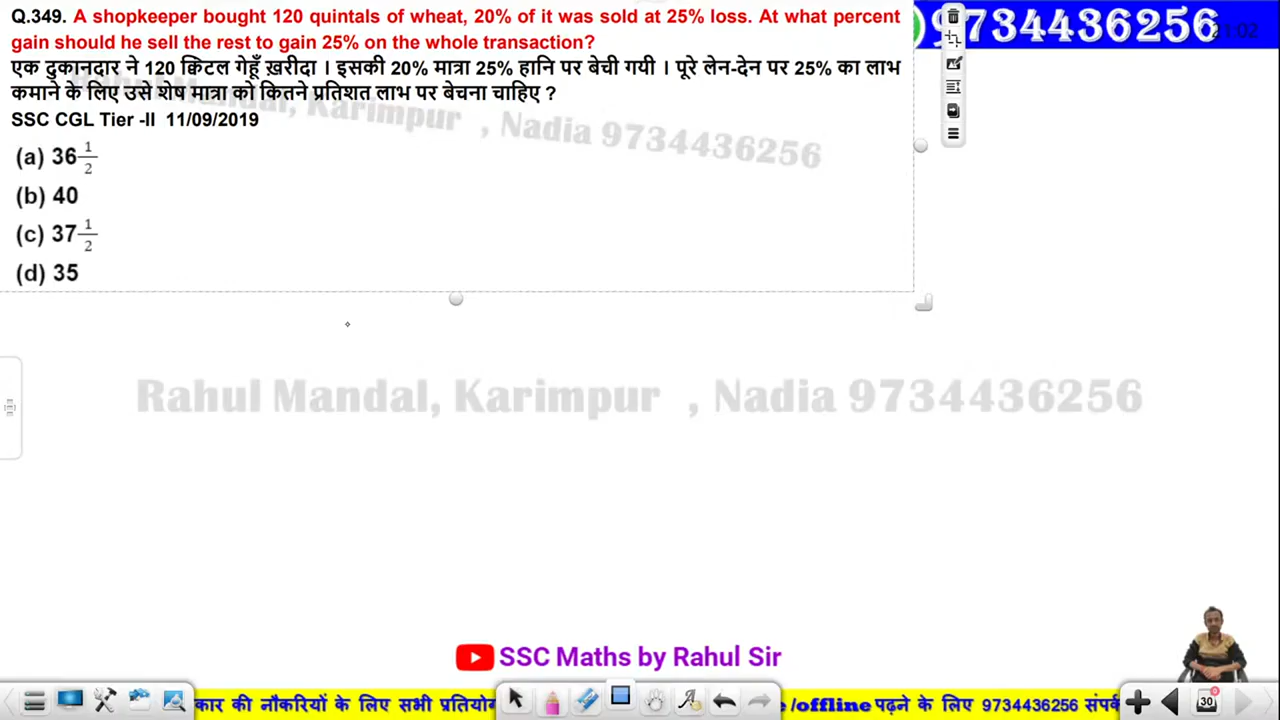 Q.349. A shopkeeper bought 120 quintals of wheat, 20% of it was sold at 25% loss. At what percent
gain should he sell the rest to gain 25% on the whole transaction?
एक दुकानदार ने 120 क्विंटल गेहूँ ख़रीदा । इसकी 20% मात्रा 25% हानि पर बेची गयी । पूरे लेन-देन पर 25% का लाभ
कमाने के लिए उसे शेष मात्रा को कितने प्रतिशत लाभ पर बेचना चाहिए ?
SSC CGL Tier -II 11/09/2019
(a) 36 1/2
(b) 40
(c) 37 1/2
(d) 35
9734436256
21:02
Mandal, Karimpur , Nadia 9734436256
Rahul Mandal, Karimpur , Nadia 9734436256
SSC Maths by Rahul Sir
कार की नौकरियों के लिए सभी प्रतियो
/offline पढ़ने के लिए 9734436256 संपर्क
30